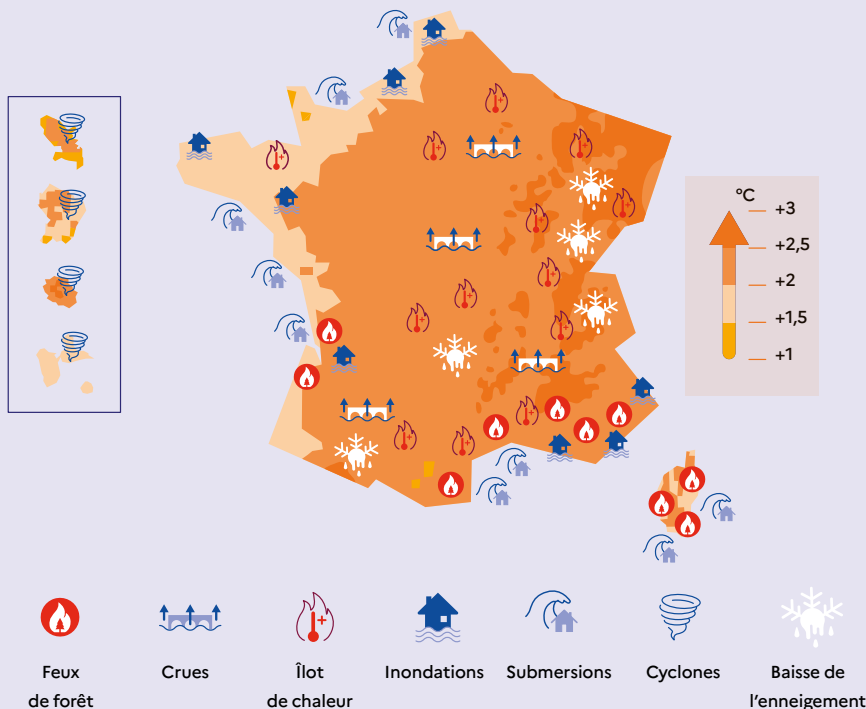 °C
+3
+2,5
+2
+1,5
+1
Feux
de forêt
Crues
Îlot
de chaleur
Inondations
Submersions
Cyclones
Baisse de
l'enneigement